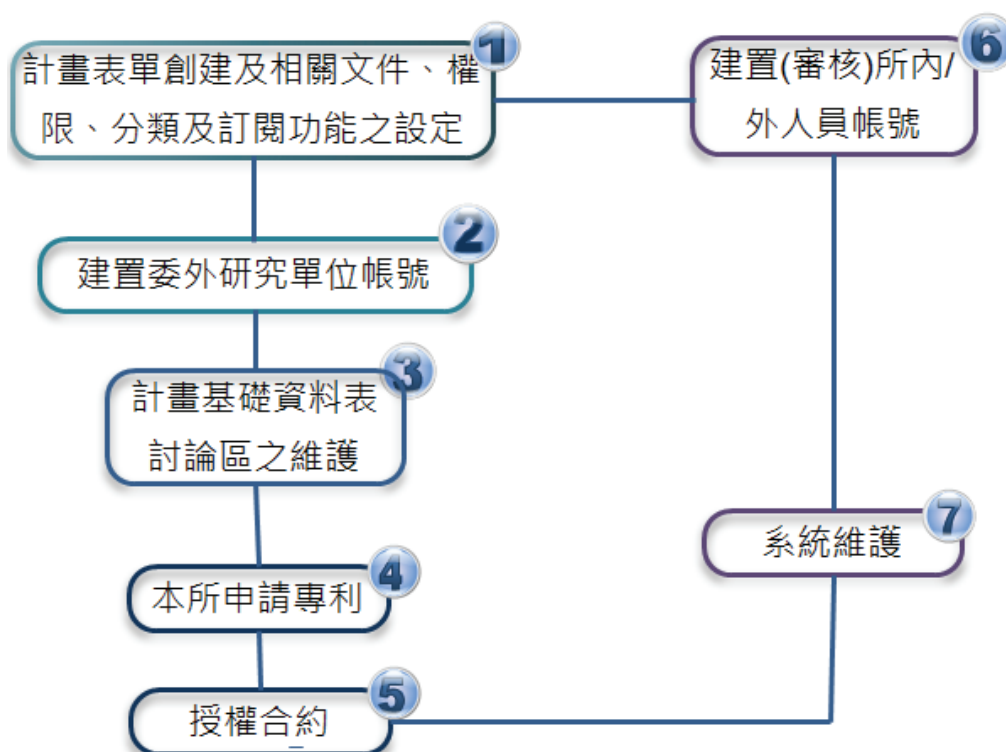 1
計畫表單創建及相關文件、權
限、分類及訂閱功能之設定
2
建置委外研究單位帳號
3
計畫基礎資料表
討論區之維護
4
本所申請專利
5
授權合約
6
建置(審核)所內/
外人員帳號
7
系統維護